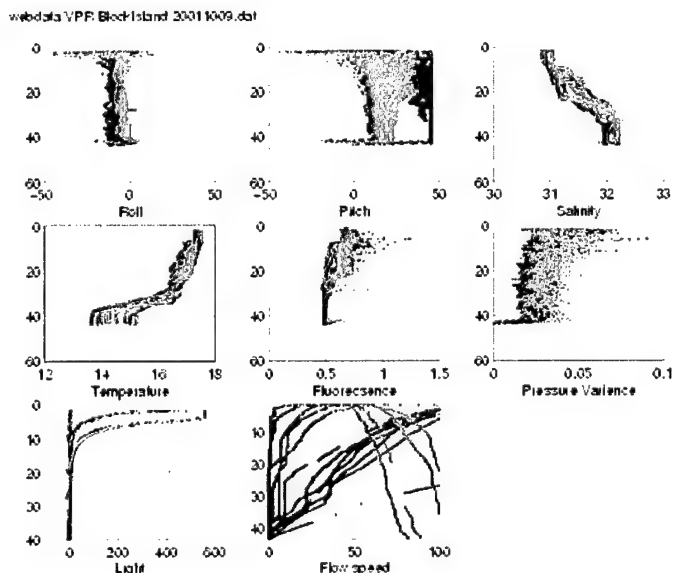 webdata VPR BlockIsland 20011009.dat
0 0 0
20 20 20
40 40 40
60 60 60
-50 0 50 -50 0 50 30 31 32 33
Roll Pitch Salinity
0 0 0
20 20 20
40 40 40
60 60 60
12 14 16 18 0 0.5 1 1.5 0 0.05 0.1
Temperature Fluorecsence Pressure Varience
0 0
10 10
20 20
30 30
40 40
0 200 400 600 0 50 100
Light Flow speed